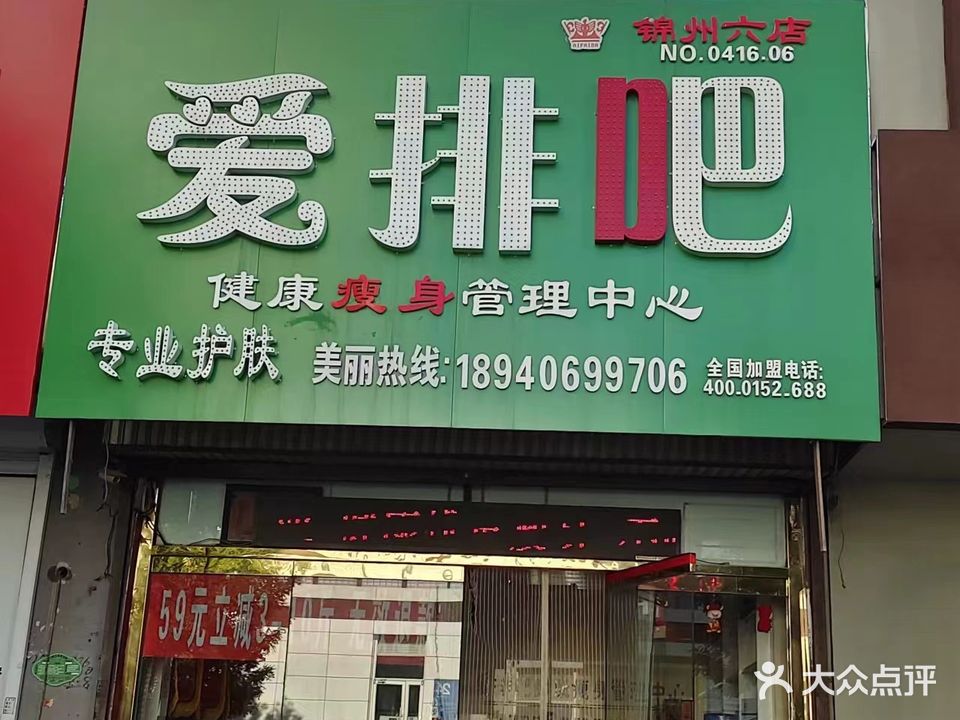 锦州六店
NO.0416.06
爱排吧
健康瘦身管理中心
专业护肤
美丽热线:18940699706
全国加盟电话:
400.0152.688
59元立减3
大众点评